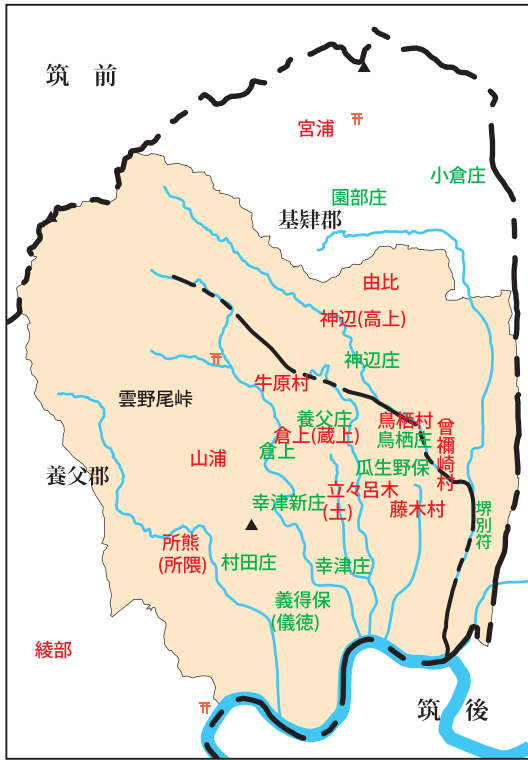 筑 前
宮浦
小倉庄
園部庄
基肄郡
由比
神辺(高上)
神辺庄
牛原村
雲野尾峠
養父庄
鳥栖村
曾禰崎村
倉上(蔵上)
鳥栖庄
倉上
山浦
瓜生野保
養父郡
立々呂木
(土)
幸津新庄
藤木村
堺別符
所熊
(所隈)
村田庄
幸津庄
義得保
(儀徳)
綾部
筑 後